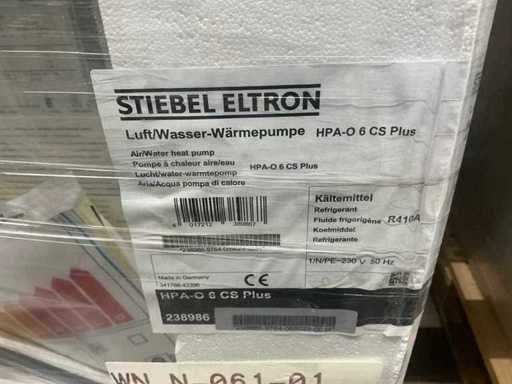 STIEBEL ELTRON
Luft/Wasser-Wärmepumpe HPA-O 6 CS Plus
Air/Water heat pump
Pompe à chaleur aire/eau HPA-O 6 CS Plus
Lucht/water-warmtepomp
Aria/Acqua pompa di calore
Kältemittel
Refrigerant
Fluide frigorigène R410A
Koelmiddel
Refrigerante
1/N/PE~230 V 50 Hz
Made in Germany
CE
HPA-O 6 CS Plus
238986
WN N-061-01